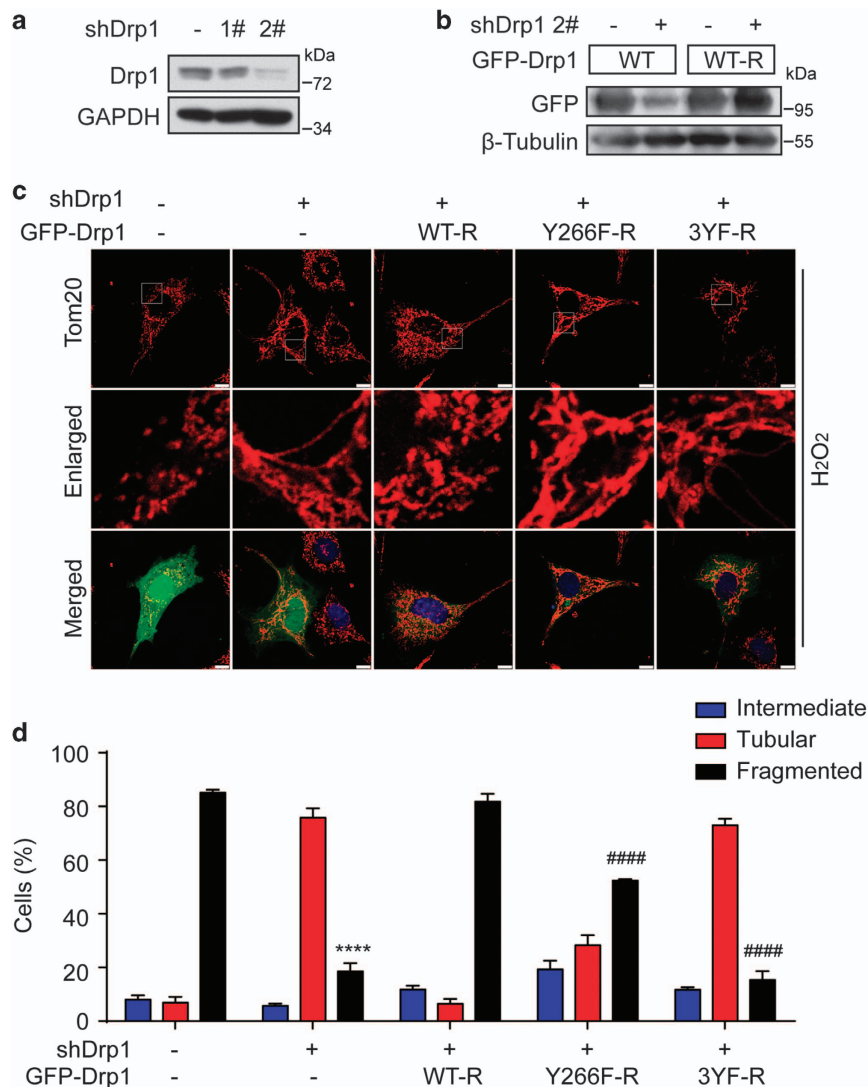 a
shDrp1 - 1# 2#
kDa
Drp1
–72
GAPDH
–34
b
shDrp1 2# - + - +
GFP-Drp1 WT WT-R
kDa
GFP
–95
β-Tubulin
–55
c
shDrp1 - + + + +
GFP-Drp1 - - WT-R Y266F-R 3YF-R
Tom20
Enlarged
Merged
H2O2
d
Intermediate
Tubular
Fragmented
Cells (%)
100
80
60
40
20
0
****
####
####
shDrp1 - + + + +
GFP-Drp1 - - WT-R Y266F-R 3YF-R